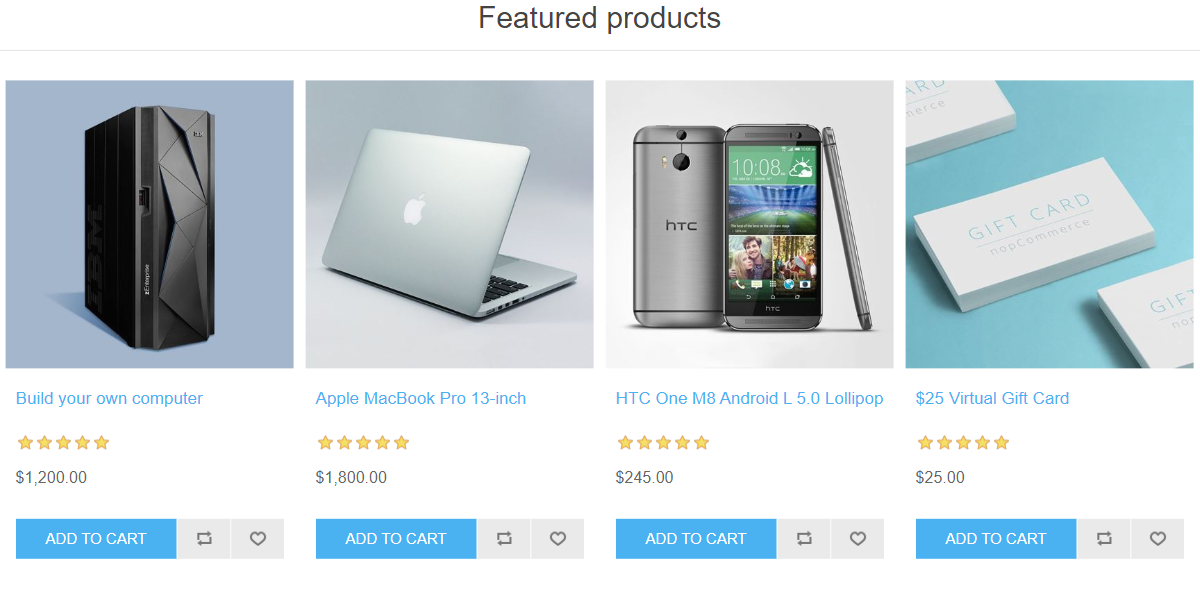 Featured products
IBM
zEnterprise
hTC
10:08
hTC
GIFT CARD
nopCommerce
Build your own computer
Apple MacBook Pro 13-inch
HTC One M8 Android L 5.0 Lollipop
$25 Virtual Gift Card
$1,200.00
$1,800.00
$245.00
$25.00
ADD TO CART
ADD TO CART
ADD TO CART
ADD TO CART